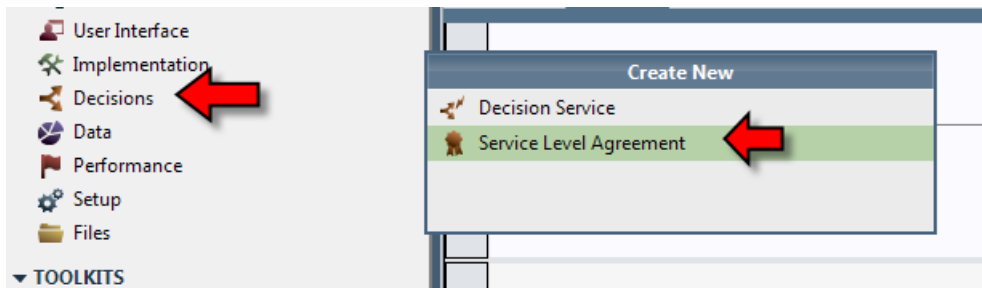 User Interface
Implementation
Decisions
Data
Performance
Setup
Files
TOOLKITS
Create New
Decision Service
Service Level Agreement